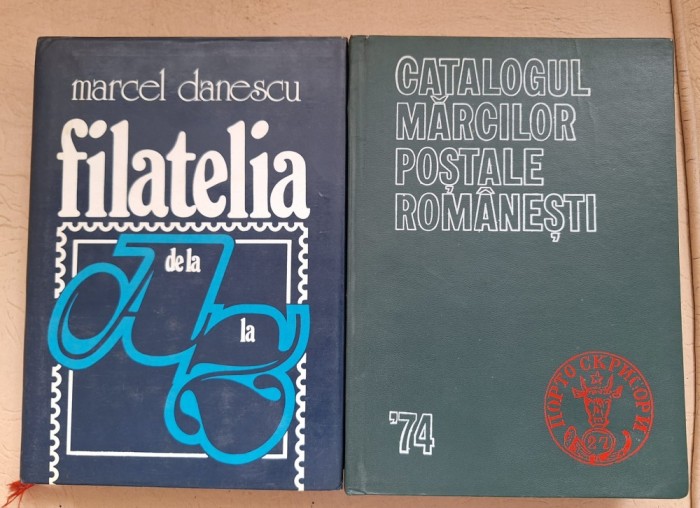 marcel danescu
filatelia
de la
A
la
Z
CATALOGUL
MĂRCILOR
POȘTALE
ROMÂNEȘTI
'74
ПОРТО СКРИСОРИ
27